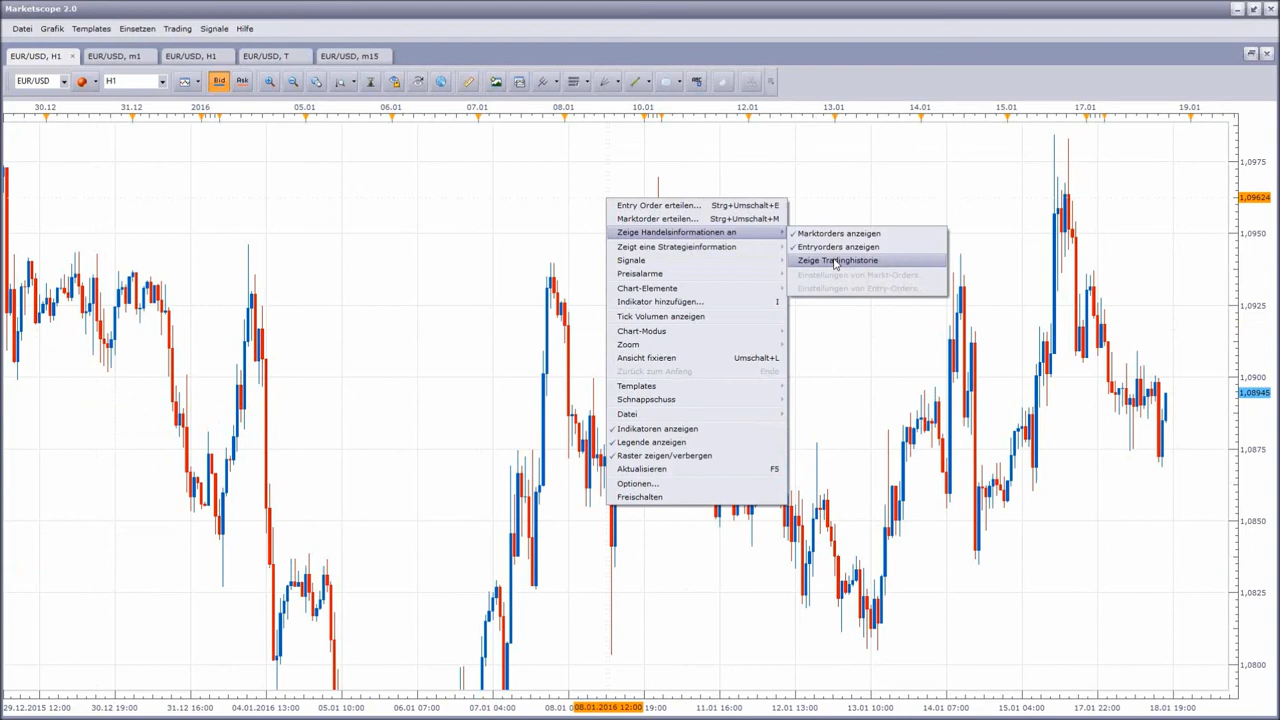 Marketscope 2.0
Datei Grafik Templates Einsetzen Trading Signale Hilfe
EUR/USD, H1 EUR/USD, m1 EUR/USD, H1 EUR/USD, T EUR/USD, m15
EUR/USD H1 Bid Ask ABC
30.12 31.12 2016 05.01 06.01 07.01 08.01 10.01 12.01 13.01 14.01 15.01 17.01 19.01
1,0975
1,09624
1,0925
1,0900
1,08945
1,0875
1,0850
1,0825
1,0800
Entry Order erteilen... Strg+Umschalt+E
Marktorder erteilen... Strg+Umschalt+M
Zeige Handelsinformationen an
Zeigt eine Strategieinformation
Signale
Preisalarme
Chart-Elemente
Indikator hinzufügen... I
Tick Volumen anzeigen
Chart-Modus
Zoom
Ansicht fixieren Umschalt+L
Zurück zum Anfang Ende
Templates
Schnappschuss
Datei
Indikatoren anzeigen
Legende anzeigen
Raster zeigen/verbergen
Aktualisieren F5
Optionen...
Freischalten
Marktorders anzeigen
Entryorders anzeigen
Zeige Tradinghistorie
Einstellungen von Markt-Orders...
Einstellungen von Entry-Orders...
29.12.2015 12:00 30.12 19:00 31.12 23:00 04.01.2016 13:00 05.01 10:00 06.01 07:00 07.01 04:00 08.01 0 08.01.2016 12:00 19:00 11.01 16:00 12.01 13:00 13.01 10:00 14.01 07:00 15.01 04:00 17.01 22:00 18.01 19:00